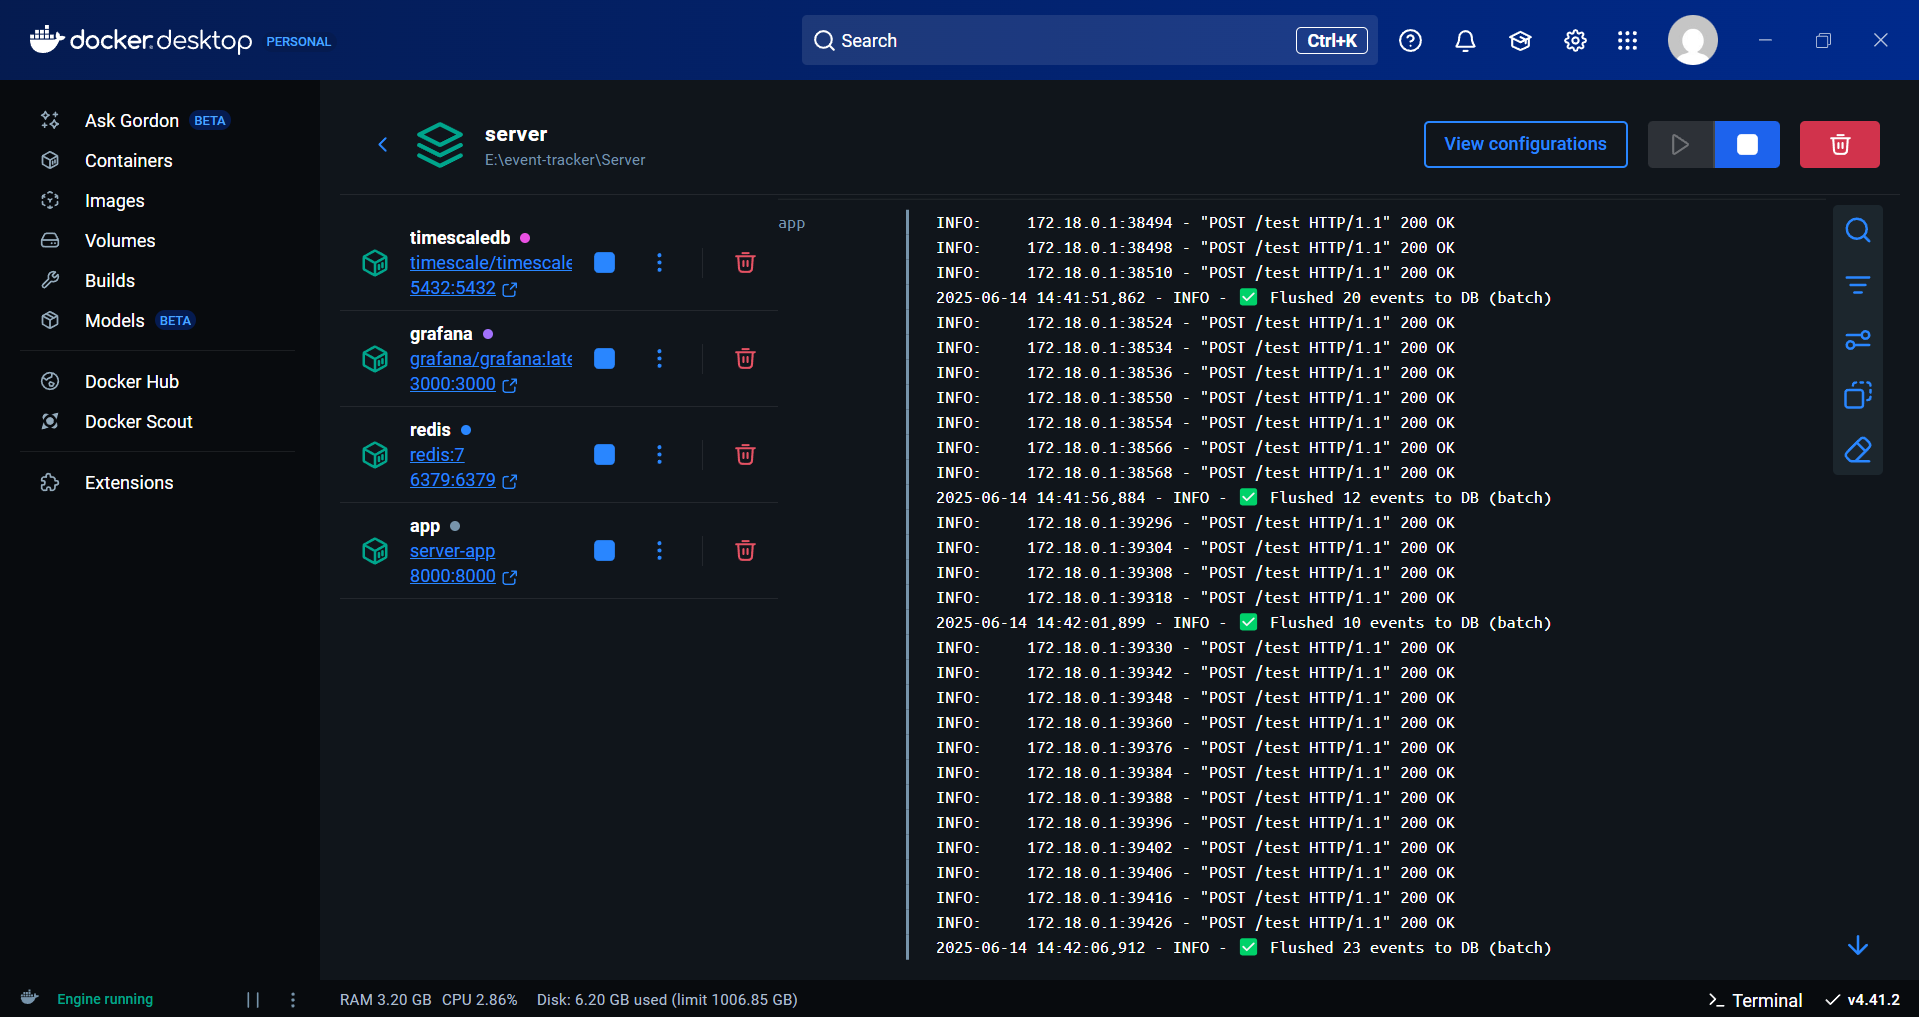 docker.desktop PERSONAL
Search Ctrl+K
Ask Gordon BETA
Containers
Images
Volumes
Builds
Models BETA
Docker Hub
Docker Scout
Extensions
server
E:\event-tracker\Server
View configurations
timescaledb
timescale/timescale
5432:5432
grafana
grafana/grafana:late
3000:3000
redis
redis:7
6379:6379
app
server-app
8000:8000
app
INFO: 172.18.0.1:38494 - "POST /test HTTP/1.1" 200 OK
INFO: 172.18.0.1:38498 - "POST /test HTTP/1.1" 200 OK
INFO: 172.18.0.1:38510 - "POST /test HTTP/1.1" 200 OK
2025-06-14 14:41:51,862 - INFO - ✅ Flushed 20 events to DB (batch)
INFO: 172.18.0.1:38524 - "POST /test HTTP/1.1" 200 OK
INFO: 172.18.0.1:38534 - "POST /test HTTP/1.1" 200 OK
INFO: 172.18.0.1:38536 - "POST /test HTTP/1.1" 200 OK
INFO: 172.18.0.1:38550 - "POST /test HTTP/1.1" 200 OK
INFO: 172.18.0.1:38554 - "POST /test HTTP/1.1" 200 OK
INFO: 172.18.0.1:38566 - "POST /test HTTP/1.1" 200 OK
INFO: 172.18.0.1:38568 - "POST /test HTTP/1.1" 200 OK
2025-06-14 14:41:56,884 - INFO - ✅ Flushed 12 events to DB (batch)
INFO: 172.18.0.1:39296 - "POST /test HTTP/1.1" 200 OK
INFO: 172.18.0.1:39304 - "POST /test HTTP/1.1" 200 OK
INFO: 172.18.0.1:39308 - "POST /test HTTP/1.1" 200 OK
INFO: 172.18.0.1:39318 - "POST /test HTTP/1.1" 200 OK
2025-06-14 14:42:01,899 - INFO - ✅ Flushed 10 events to DB (batch)
INFO: 172.18.0.1:39330 - "POST /test HTTP/1.1" 200 OK
INFO: 172.18.0.1:39342 - "POST /test HTTP/1.1" 200 OK
INFO: 172.18.0.1:39348 - "POST /test HTTP/1.1" 200 OK
INFO: 172.18.0.1:39360 - "POST /test HTTP/1.1" 200 OK
INFO: 172.18.0.1:39376 - "POST /test HTTP/1.1" 200 OK
INFO: 172.18.0.1:39384 - "POST /test HTTP/1.1" 200 OK
INFO: 172.18.0.1:39388 - "POST /test HTTP/1.1" 200 OK
INFO: 172.18.0.1:39396 - "POST /test HTTP/1.1" 200 OK
INFO: 172.18.0.1:39402 - "POST /test HTTP/1.1" 200 OK
INFO: 172.18.0.1:39406 - "POST /test HTTP/1.1" 200 OK
INFO: 172.18.0.1:39416 - "POST /test HTTP/1.1" 200 OK
INFO: 172.18.0.1:39426 - "POST /test HTTP/1.1" 200 OK
2025-06-14 14:42:06,912 - INFO - ✅ Flushed 23 events to DB (batch)
Engine running
RAM 3.20 GB CPU 2.86% Disk: 6.20 GB used (limit 1006.85 GB)
Terminal
v4.41.2